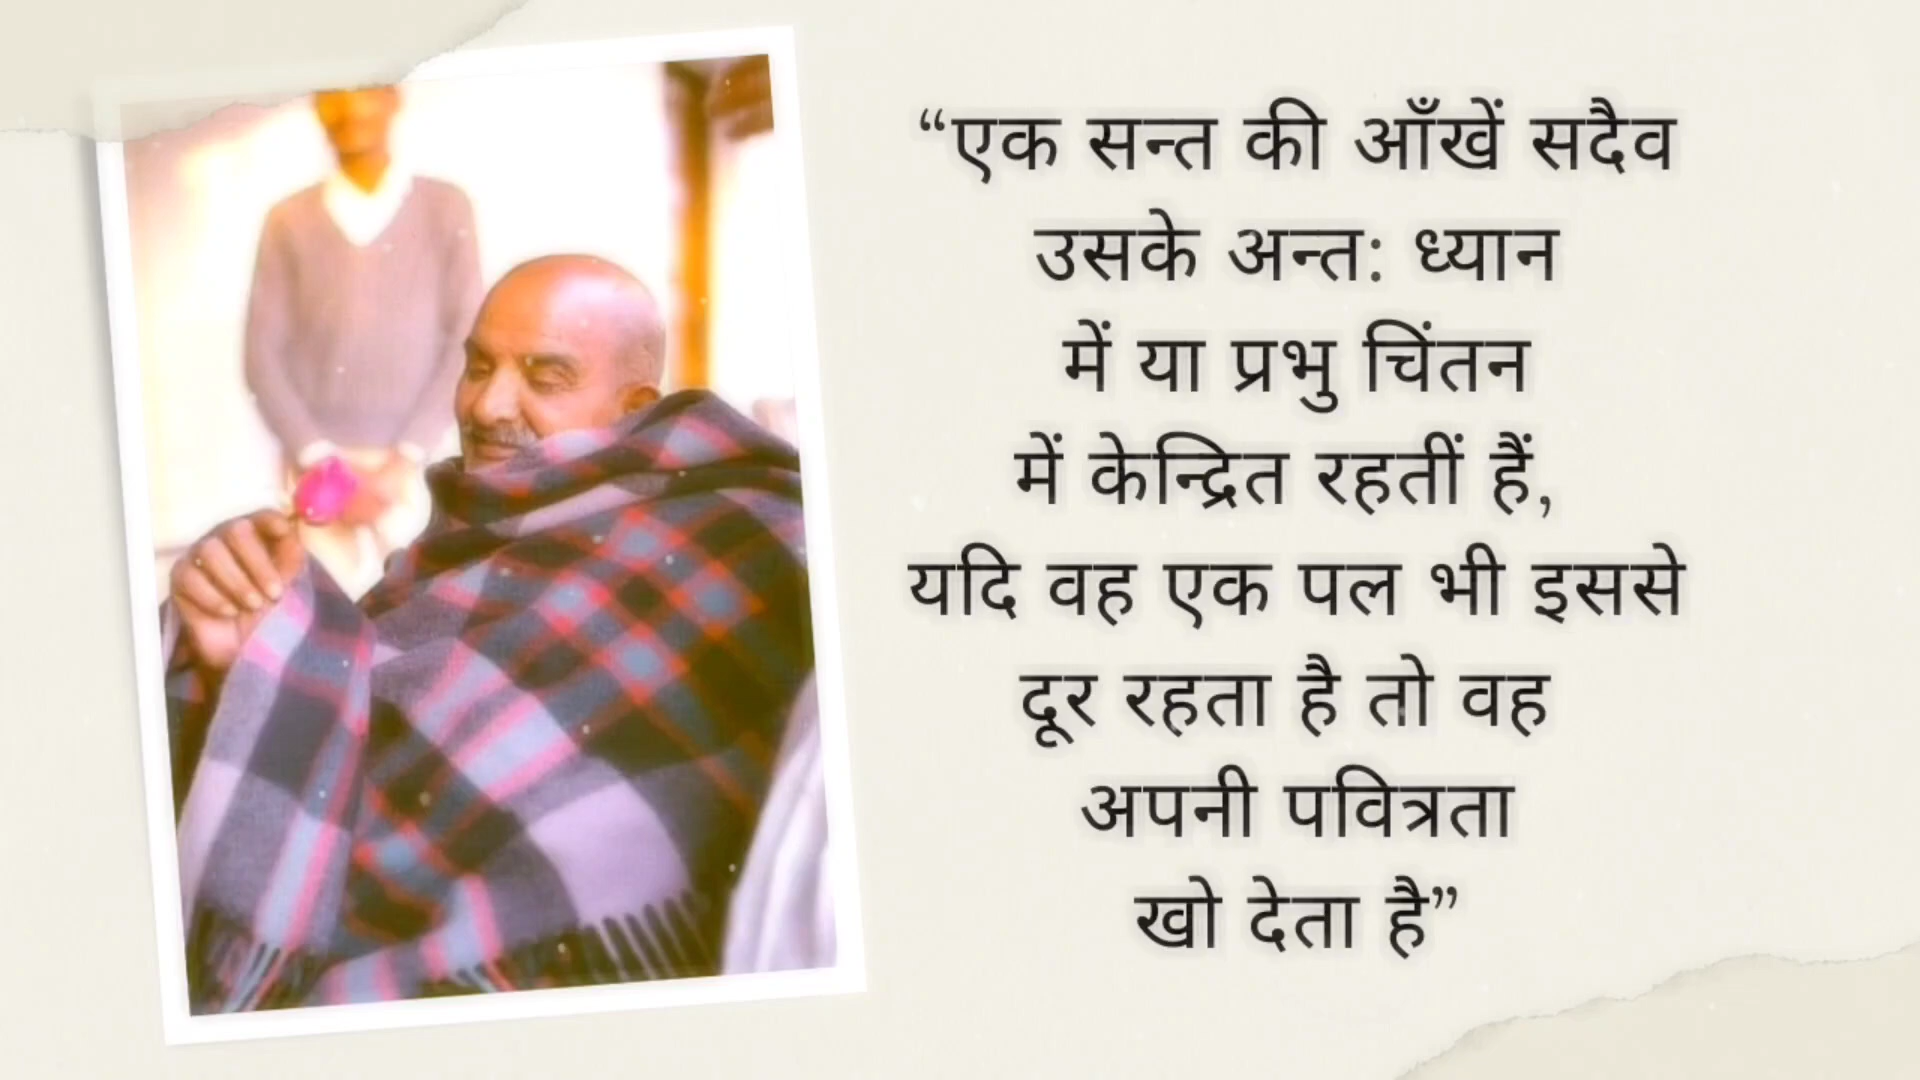 “एक सन्त की आँखें सदैव
उसके अन्त: ध्यान
में या प्रभु चिंतन
में केन्द्रित रहतीं हैं,
यदि वह एक पल भी इससे
दूर रहता है तो वह
अपनी पवित्रता
खो देता है”